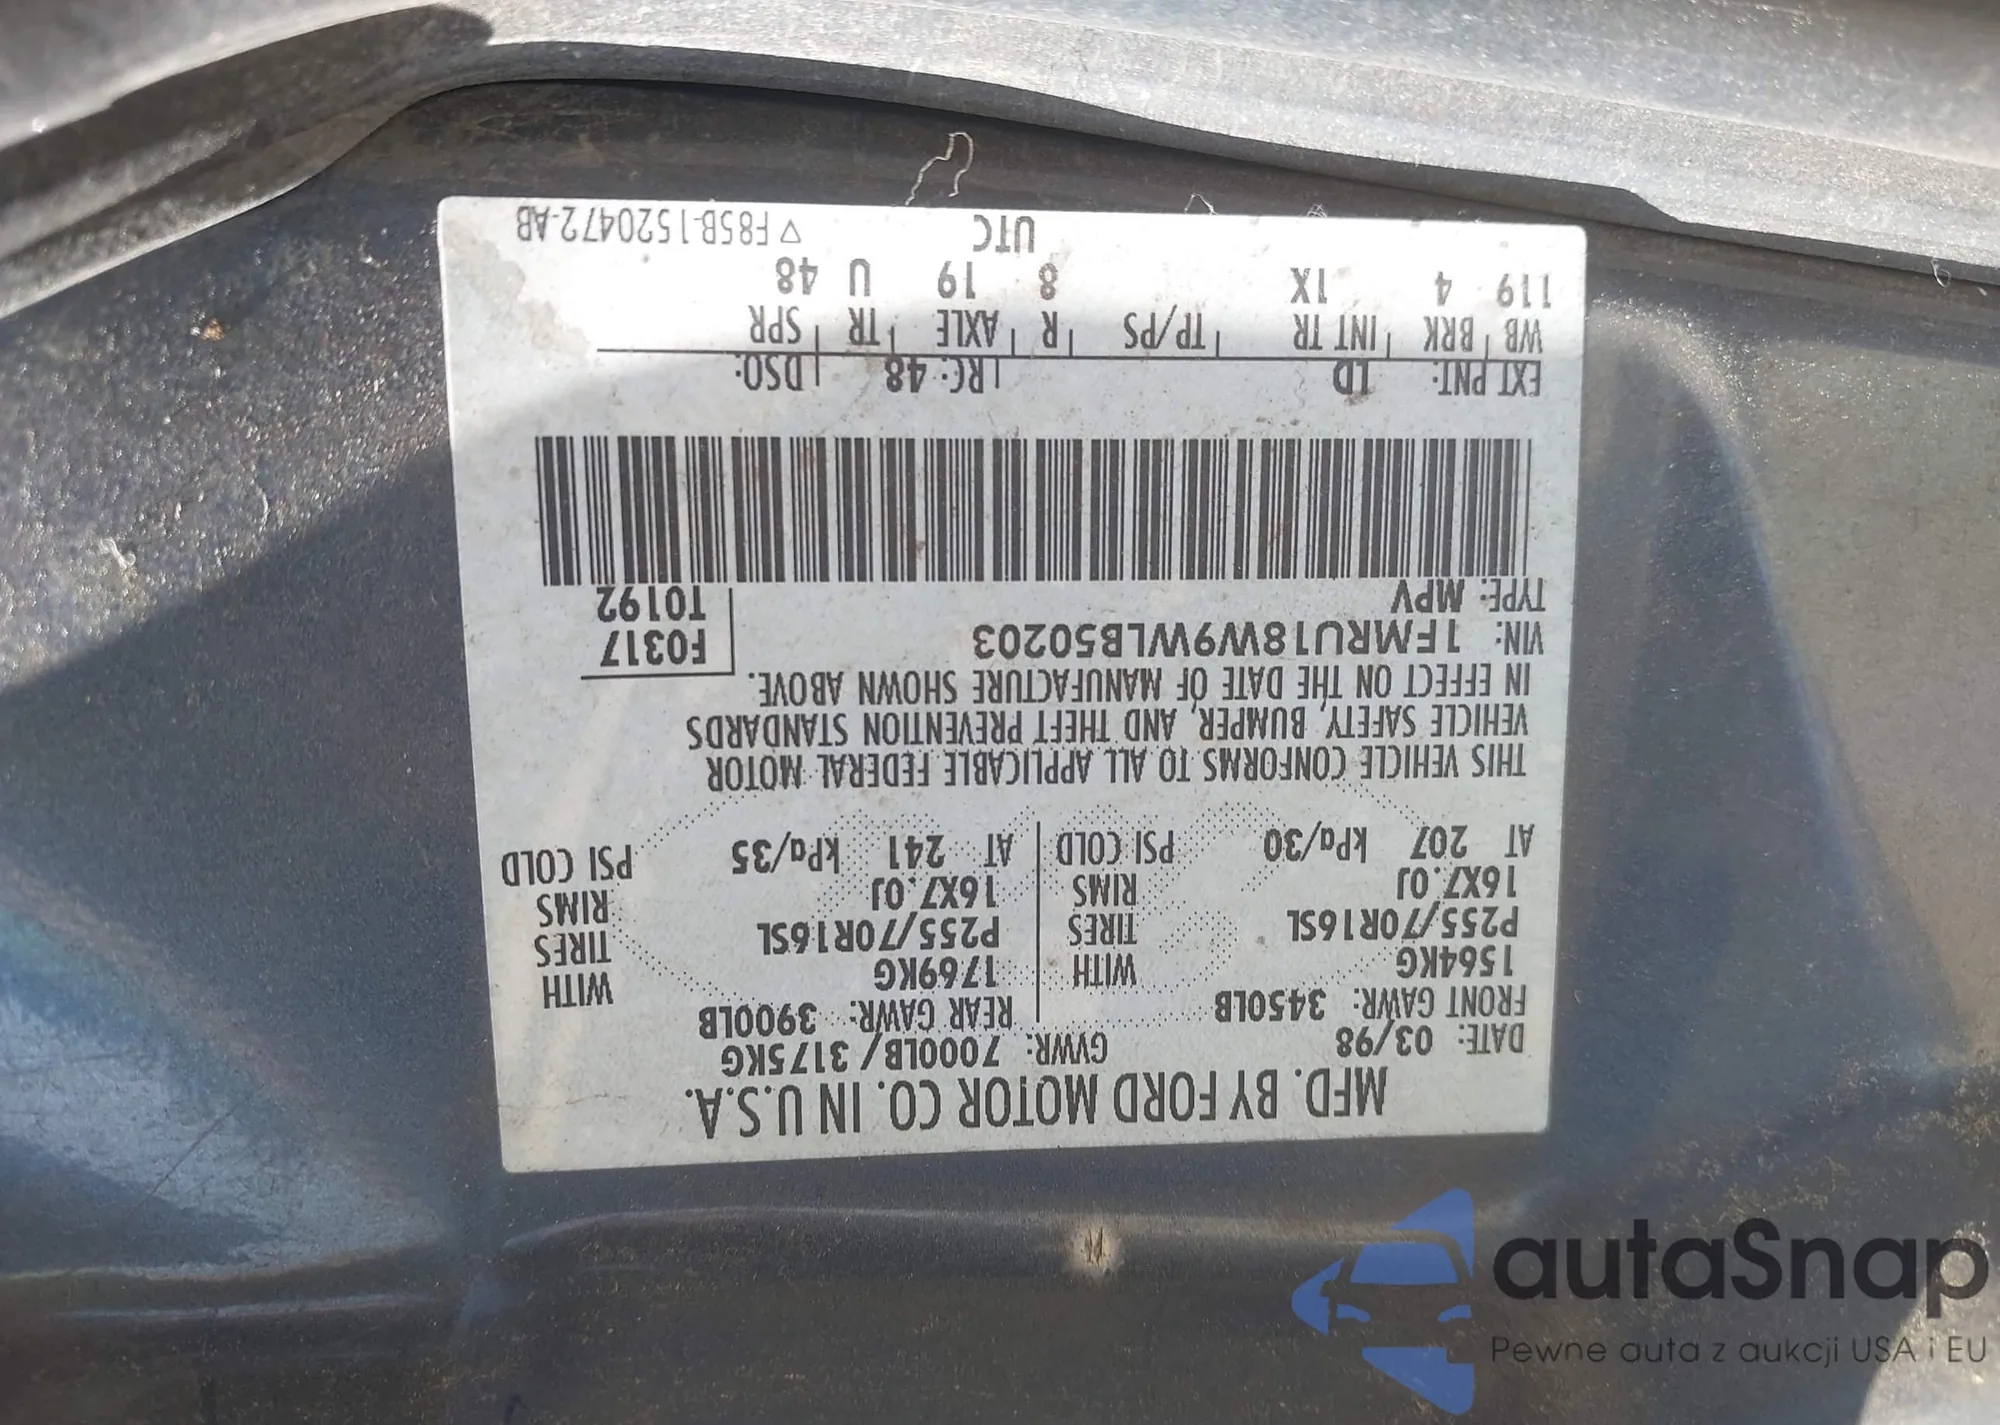 MFD. BY FORD MOTOR CO. IN U.S.A.
DATE: 03/98 GVWR: 7000LB/3175KG
FRONT GAWR: 3450LB REAR GAWR: 3900LB
1564KG WITH 1769KG WITH
P255/70R16SL TIRES P255/70R16SL TIRES
16X7.0J RIMS 16X7.0J RIMS
AT 207 kPa/30 PSI COLD AT 241 kPa/35 PSI COLD
THIS VEHICLE CONFORMS TO ALL APPLICABLE FEDERAL MOTOR
VEHICLE SAFETY, BUMPER, AND THEFT PREVENTION STANDARDS
IN EFFECT ON THE DATE OF MANUFACTURE SHOWN ABOVE.
VIN: 1FMRU18W9WLB50203 F0317
TYPE: MPV T0192
EXT PNT: LD RC: 48 DSO:
WB BRK INT TR TP/PS R AXLE TR SPR
119 4 1X 8 19 U 48
UTC
▽ F85B-1520472-AB
autaSnap
Pewne auta z aukcji USA i EU